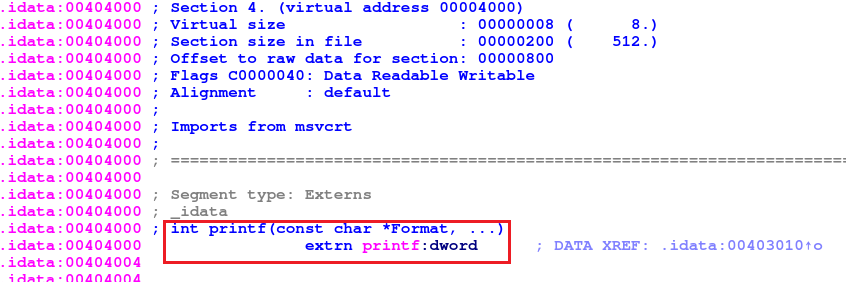 .idata:00404000 ; Section 4. (virtual address 00004000)
.idata:00404000 ; Virtual size                  : 00000008 (      8.)
.idata:00404000 ; Section size in file          : 00000200 (    512.)
.idata:00404000 ; Offset to raw data for section: 00000800
.idata:00404000 ; Flags C0000040: Data Readable Writable
.idata:00404000 ; Alignment     : default
.idata:00404000 ;
.idata:00404000 ; Imports from msvcrt
.idata:00404000 ;
.idata:00404000 ; ===========================================================================
.idata:00404000
.idata:00404000 ; Segment type: Externs
.idata:00404000 ; _idata
.idata:00404000 ; int printf(const char *Format, ...)
.idata:00404000                 extrn printf:dword      ; DATA XREF: .idata:00403010↑o
.idata:00404004
.idata:00404004